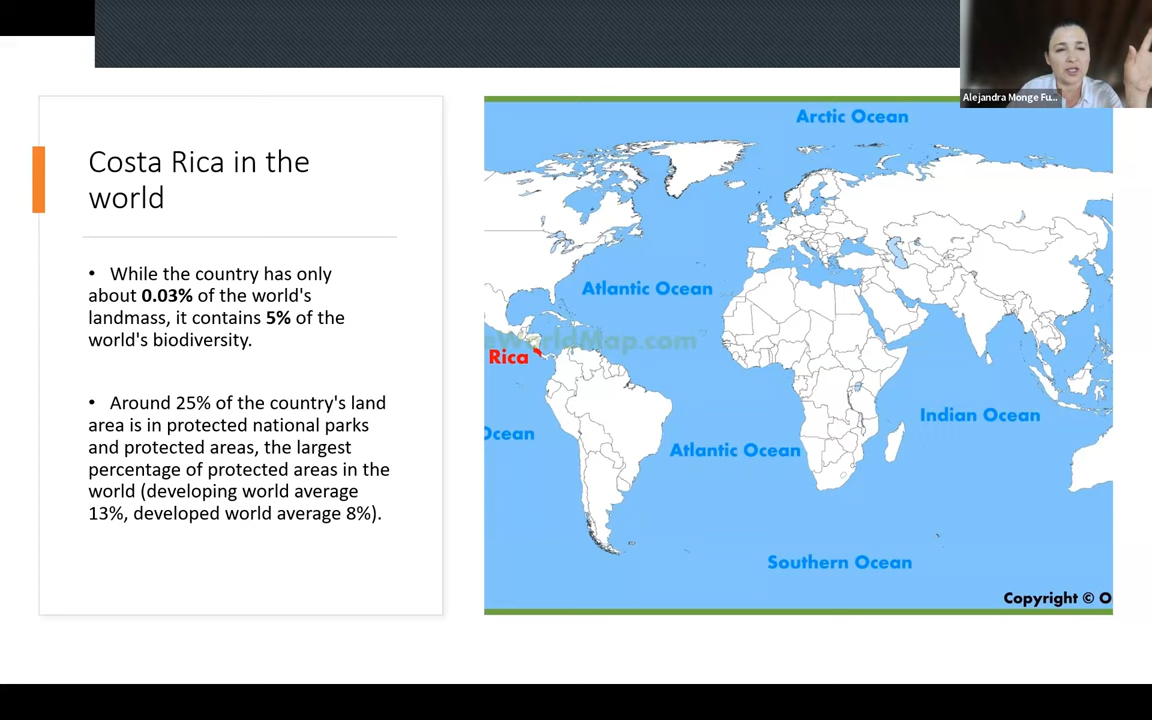 Alejandra Monge Fu...
Costa Rica in the
world
• While the country has only
about 0.03% of the world's
landmass, it contains 5% of the
world's biodiversity.
• Around 25% of the country's land
area is in protected national parks
and protected areas, the largest
percentage of protected areas in the
world (developing world average
13%, developed world average 8%).
Arctic Ocean
Atlantic Ocean
eWorldMap.com
Rica
Indian Ocean
Ocean
Atlantic Ocean
Southern Ocean
Copyright © O